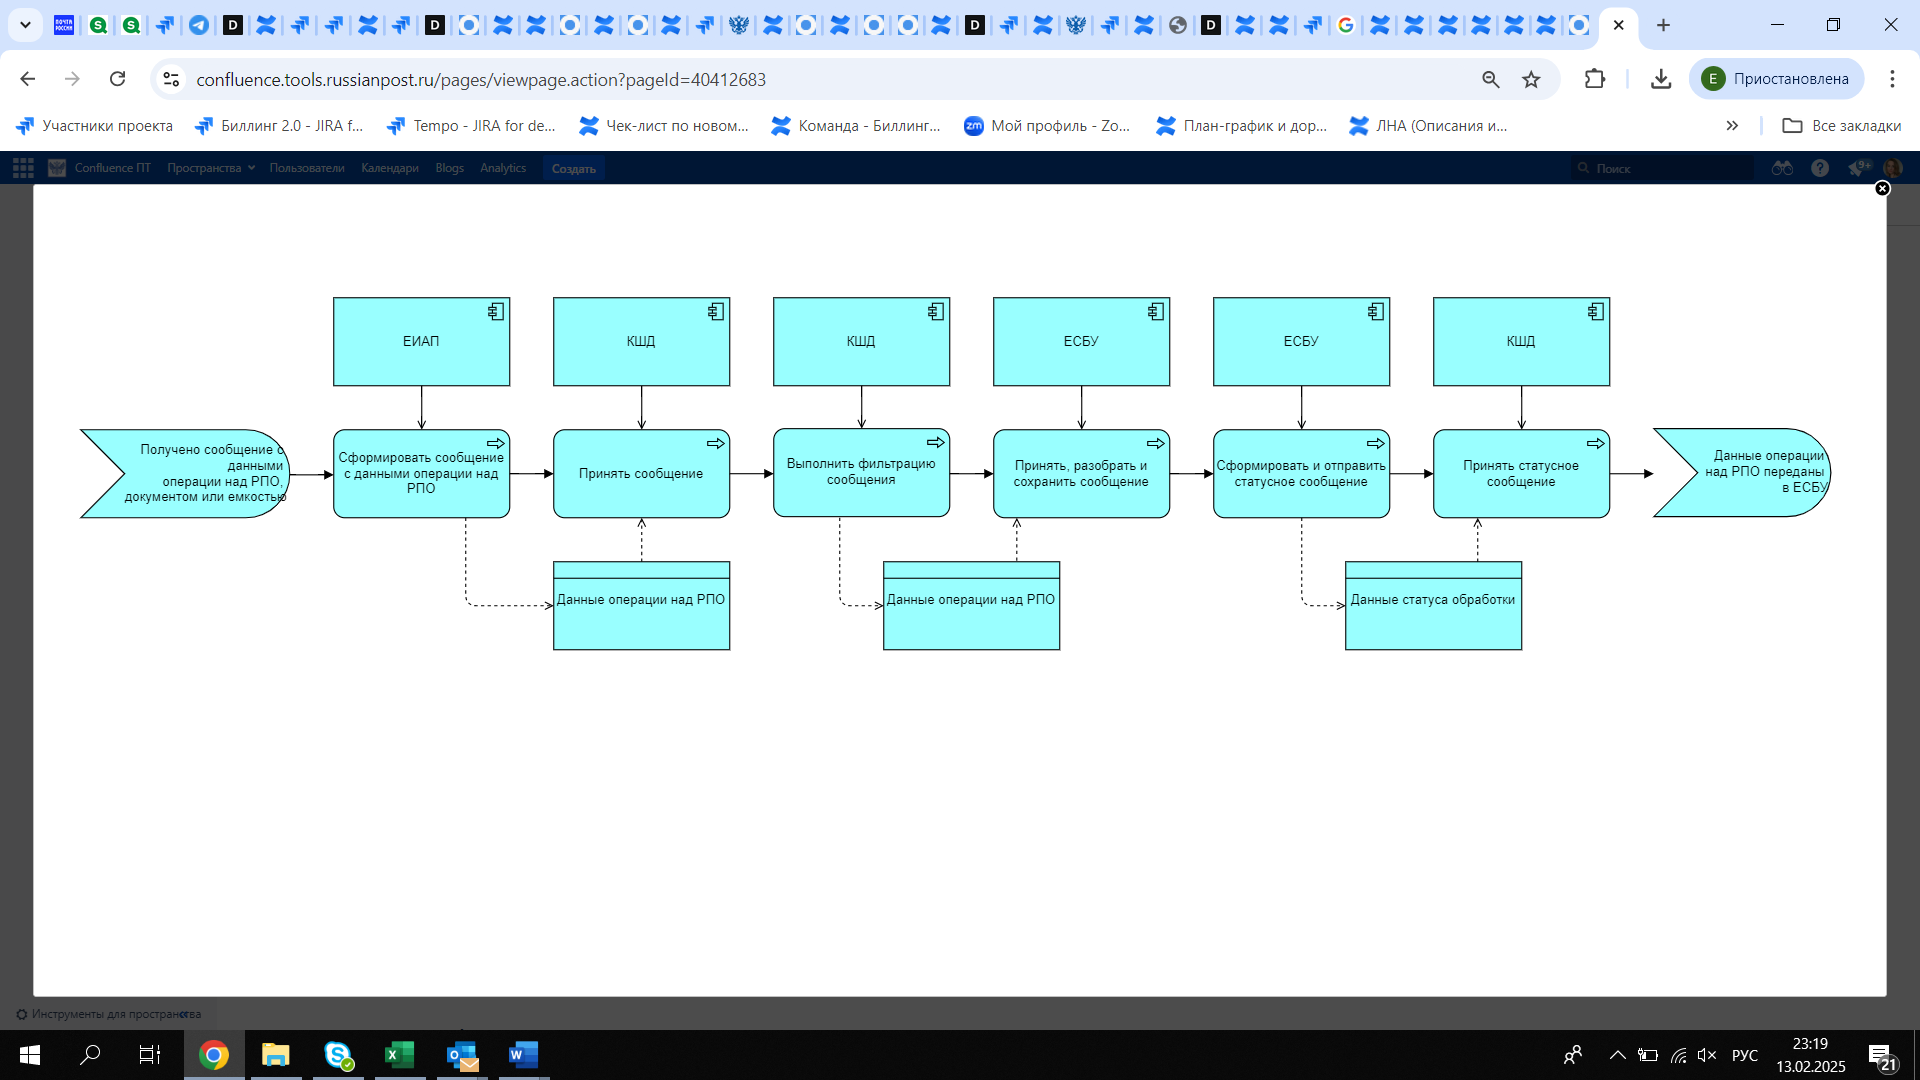 confluence.tools.russianpost.ru/pages/viewpage.action?pageId=40412683
E Приостановлена
Участники проекта
Биллинг 2.0 - JIRA f...
Tempo - JIRA for de...
Чек-лист по новом...
Команда - Биллинг...
zm Мой профиль - Zo...
План-график и дор...
ЛНА (Описания и...
Все закладки
Confluence ПТ Пространства Пользователи Календари Blogs Analytics Создать Поиск 9+
ЕИАП
КШД
КШД
ЕСБУ
ЕСБУ
КШД
Получено сообщение с
данными
операции над РПО,
документом или емкостью
Сформировать сообщение
с данными операции над
РПО
Принять сообщение
Выполнить фильтрацию
сообщения
Принять, разобрать и
сохранить сообщение
Сформировать и отправить
статусное сообщение
Принять статусное
сообщение
Данные операции
над РПО переданы
в ЕСБУ
Данные операции над РПО
Данные операции над РПО
Данные статуса обработки
Инструменты для пространства
РУС
23:19
13.02.2025
21